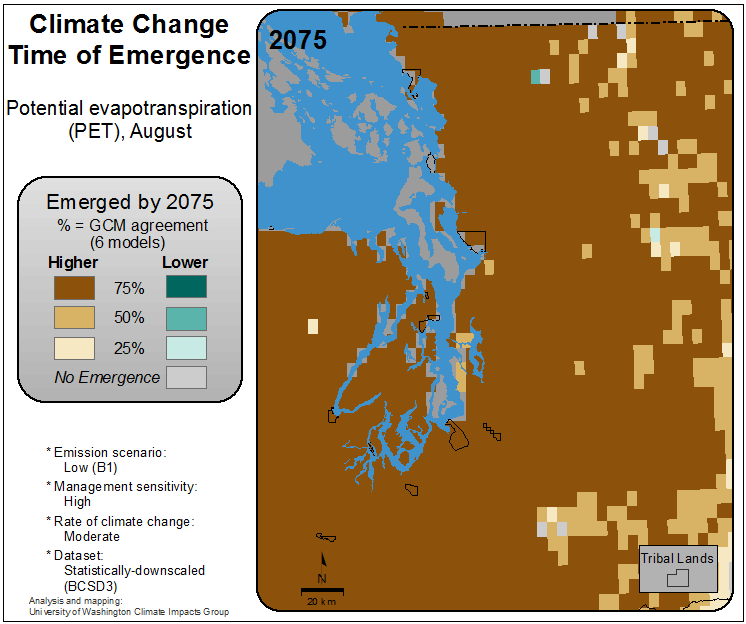 Climate Change
Time of Emergence
Potential evapotranspiration
(PET), August
Emerged by 2075
% = GCM agreement
(6 models)
Higher Lower
75%
50%
25%
No Emergence
* Emission scenario:
Low (B1)
* Management sensitivity:
High
* Rate of climate change:
Moderate
* Dataset:
Statistically-downscaled
(BCSD3)
Analysis and mapping:
University of Washington Climate Impacts Group
2075
N
20 km
Tribal Lands